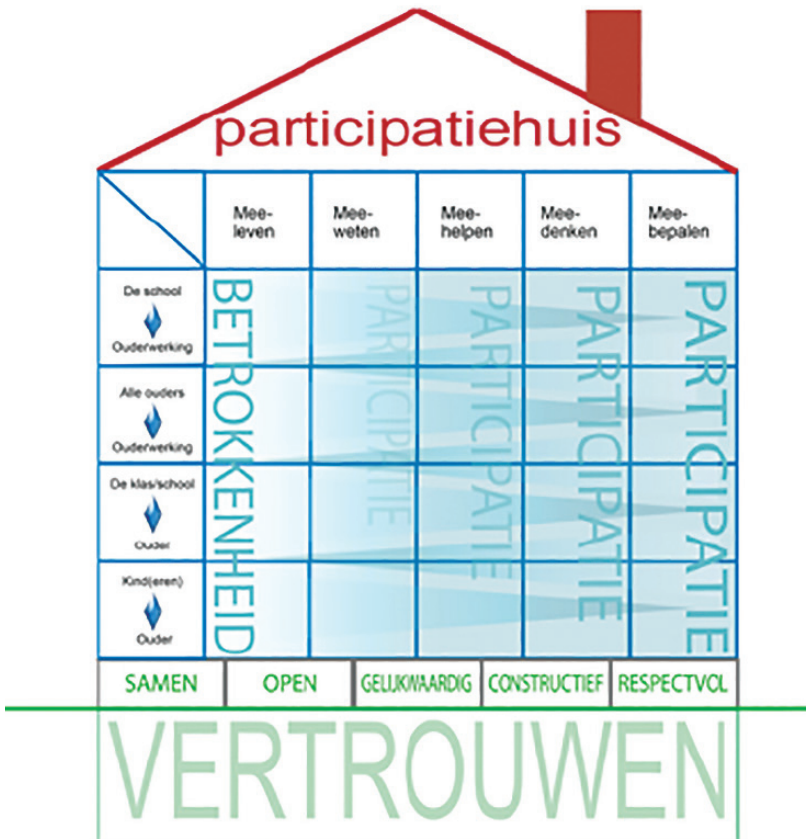 participatiehuis
Mee-
leven
Mee-
weten
Mee-
helpen
Mee-
denken
Mee-
bepalen
De school
Ouderwerking
Alle ouders
Ouderwerking
De klas/school
Ouder
Kind(eren)
Ouder
BETROKKENHEID
PARTICIPATIE
PARTICIPATIE
PARTICIPATIE
PARTICIPATIE
SAMEN
OPEN
GELIJKWAARDIG
CONSTRUCTIEF
RESPECTVOL
VERTROUWEN